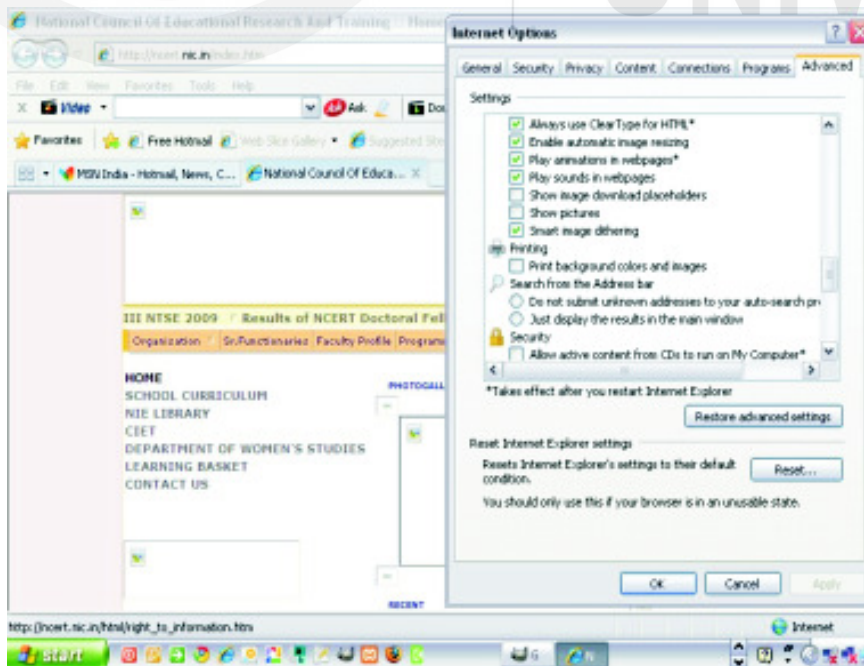 National Council Of Educational Research And Training :: Home
http://ncert.nic.in/index.htm
File Edit View Favorites Tools Help
X Video Ask
Favorites Free Hotmail Web Slice Gallery Suggested
MSN India - Hotmail, News, C... National Council Of Educa... X
III NTSE 2009 Results of NCERT Doctoral Fell
Organisation Sr.Functionaries Faculty Profile Program
HOME
SCHOOL CURRICULUM
NIE LIBRARY
CIET
DEPARTMENT OF WOMEN'S STUDIES
LEARNING BASKET
CONTACT US
PHOTOGALL
RECENT
http://ncert.nic.in/html/right_to_information.htm
Internet
start
Internet Options
General Security Privacy Content Connections Programs Advanced
Settings
Always use ClearType for HTML*
Enable automatic image resizing
Play animations in webpages*
Play sounds in webpages
Show image download placeholders
Show pictures
Smart image dithering
Printing
Print background colors and images
Search from the Address bar
Do not submit unknown addresses to your auto-search pr
Just display the results in the main window
Security
Allow active content from CDs to run on My Computer*
*Takes effect after you restart Internet Explorer
Restore advanced settings
Reset Internet Explorer settings
Resets Internet Explorer's settings to their default
condition.
Reset...
You should only use this if your browser is in an unusable state.
OK Cancel Apply